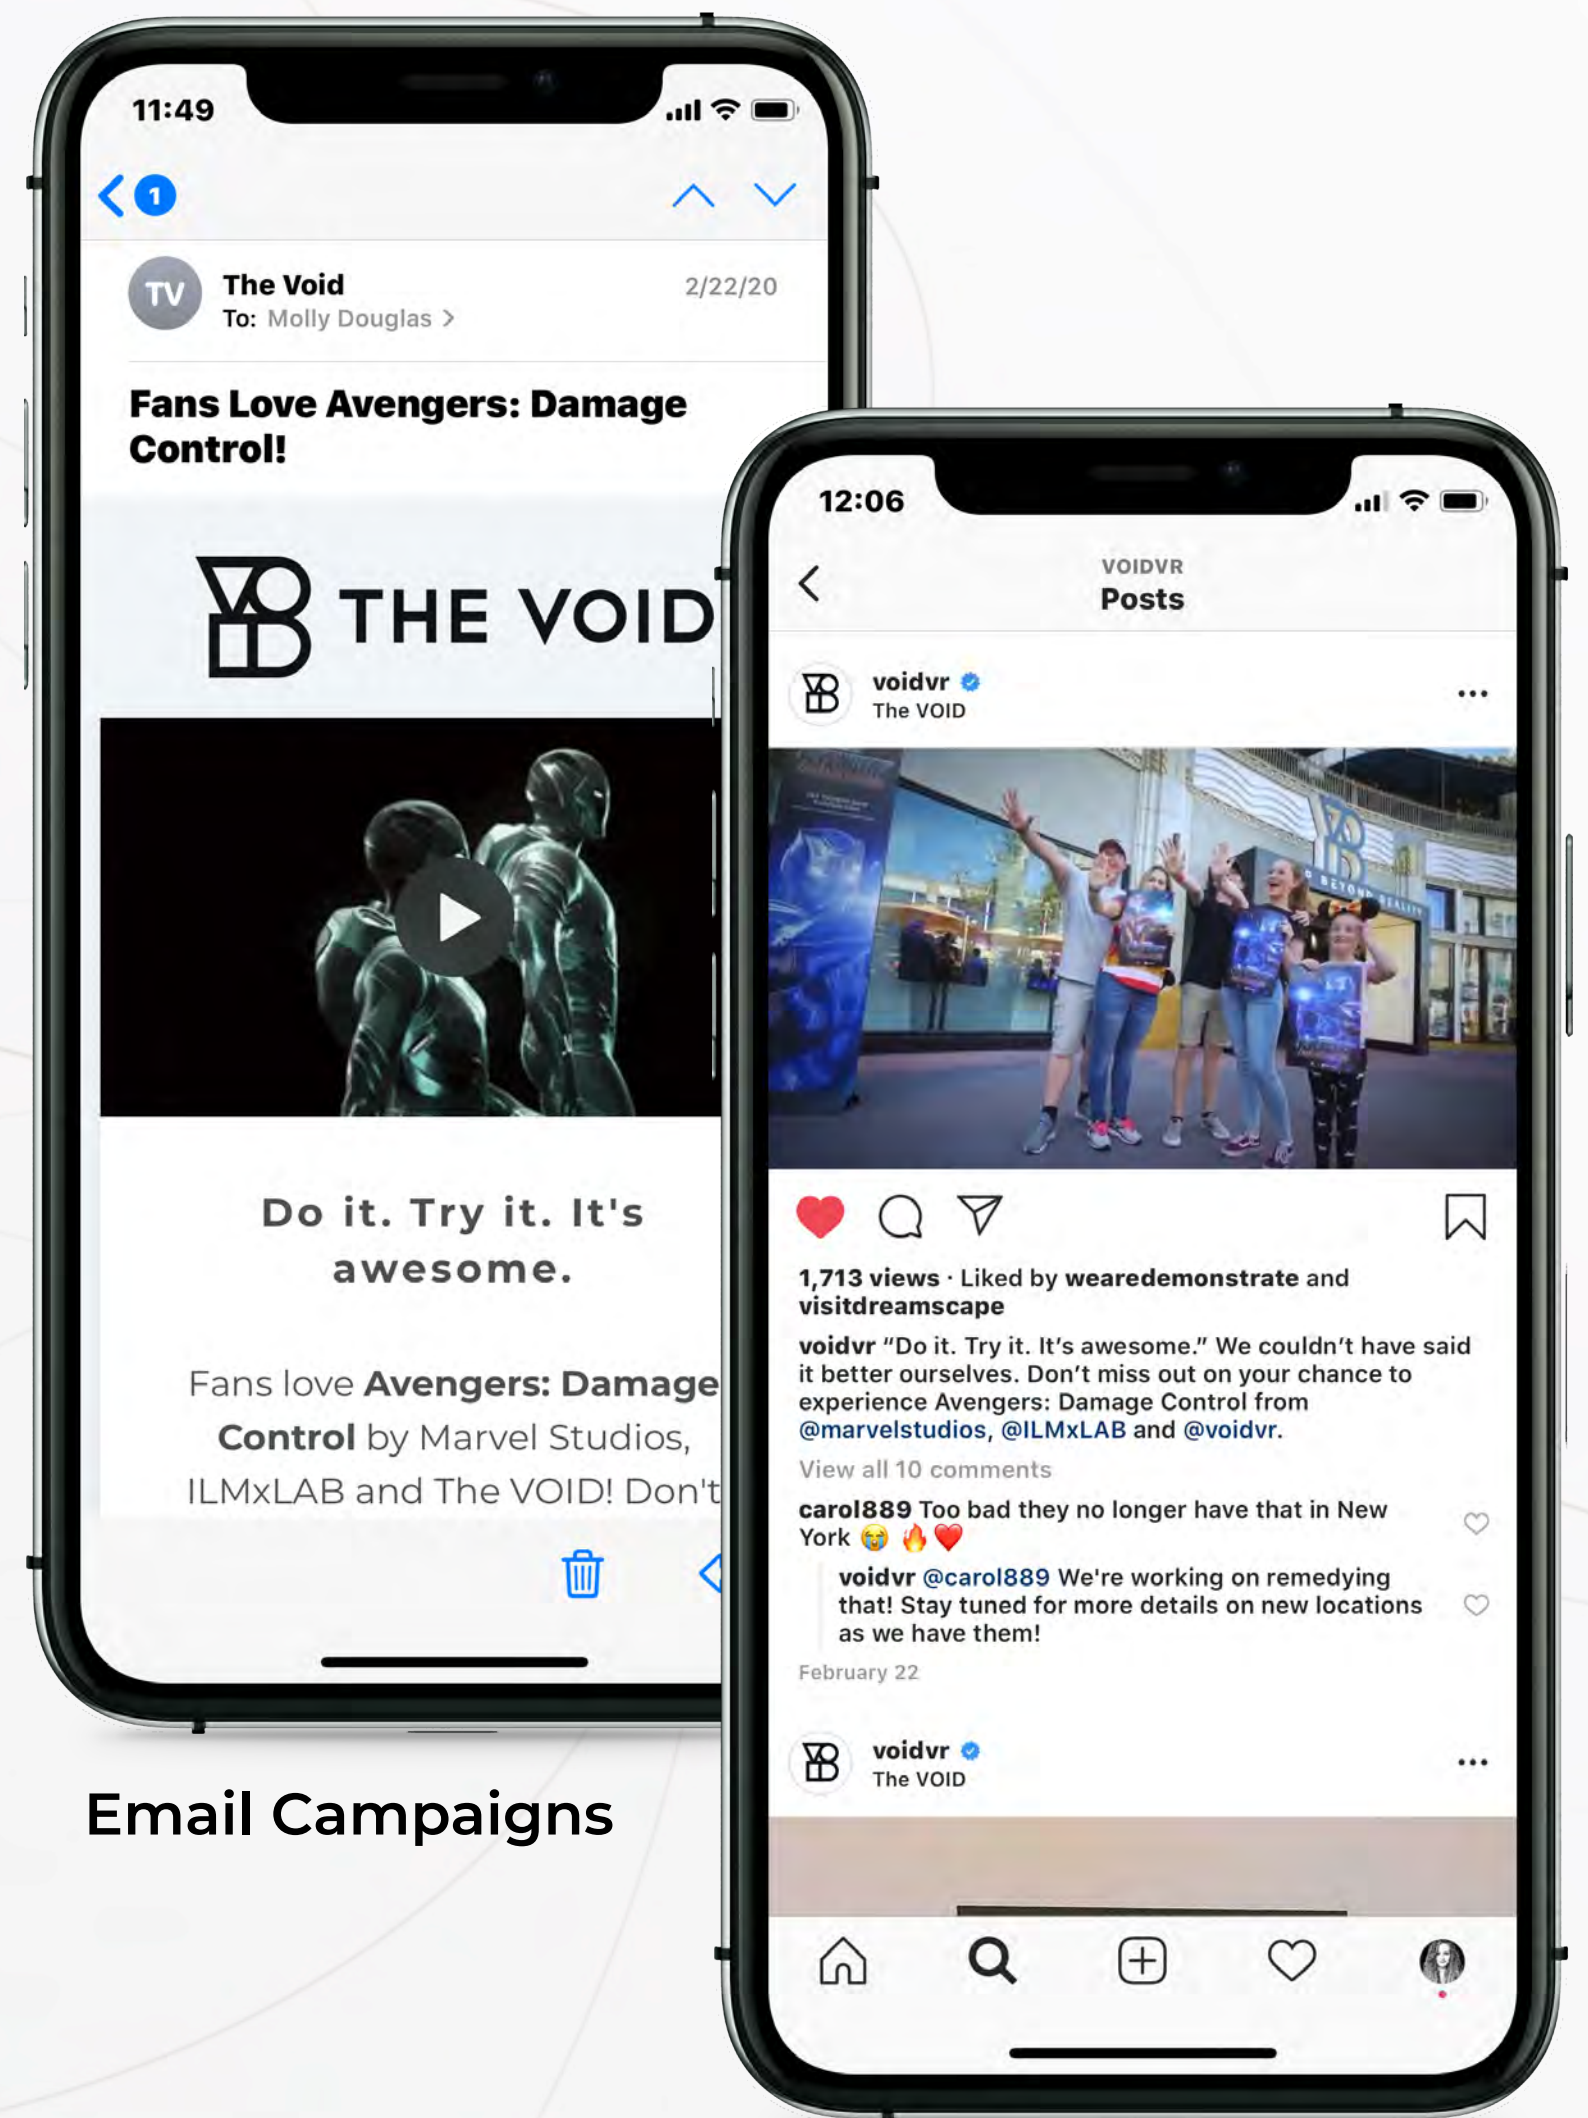 11:49
1
TV
The Void
2/22/20
To: Molly Douglas >
Fans Love Avengers: Damage
Control!
THE VOID
Do it. Try it. It's
awesome.
Fans love Avengers: Damage
Control by Marvel Studios,
ILMxLAB and The VOID! Don't
Email Campaigns
12:06
VOIDVR
Posts
voidvr
The VOID
BEYOND REALITY
1,713 views · Liked by wearedemonstrate and
visitdreamscape
voidvr “Do it. Try it. It’s awesome.” We couldn’t have said
it better ourselves. Don’t miss out on your chance to
experience Avengers: Damage Control from
@marvelstudios, @ILMxLAB and @voidvr.
View all 10 comments
carol889 Too bad they no longer have that in New
York 😭 🔥❤️
voidvr @carol889 We're working on remedying
that! Stay tuned for more details on new locations
as we have them!
February 22
voidvr
The VOID